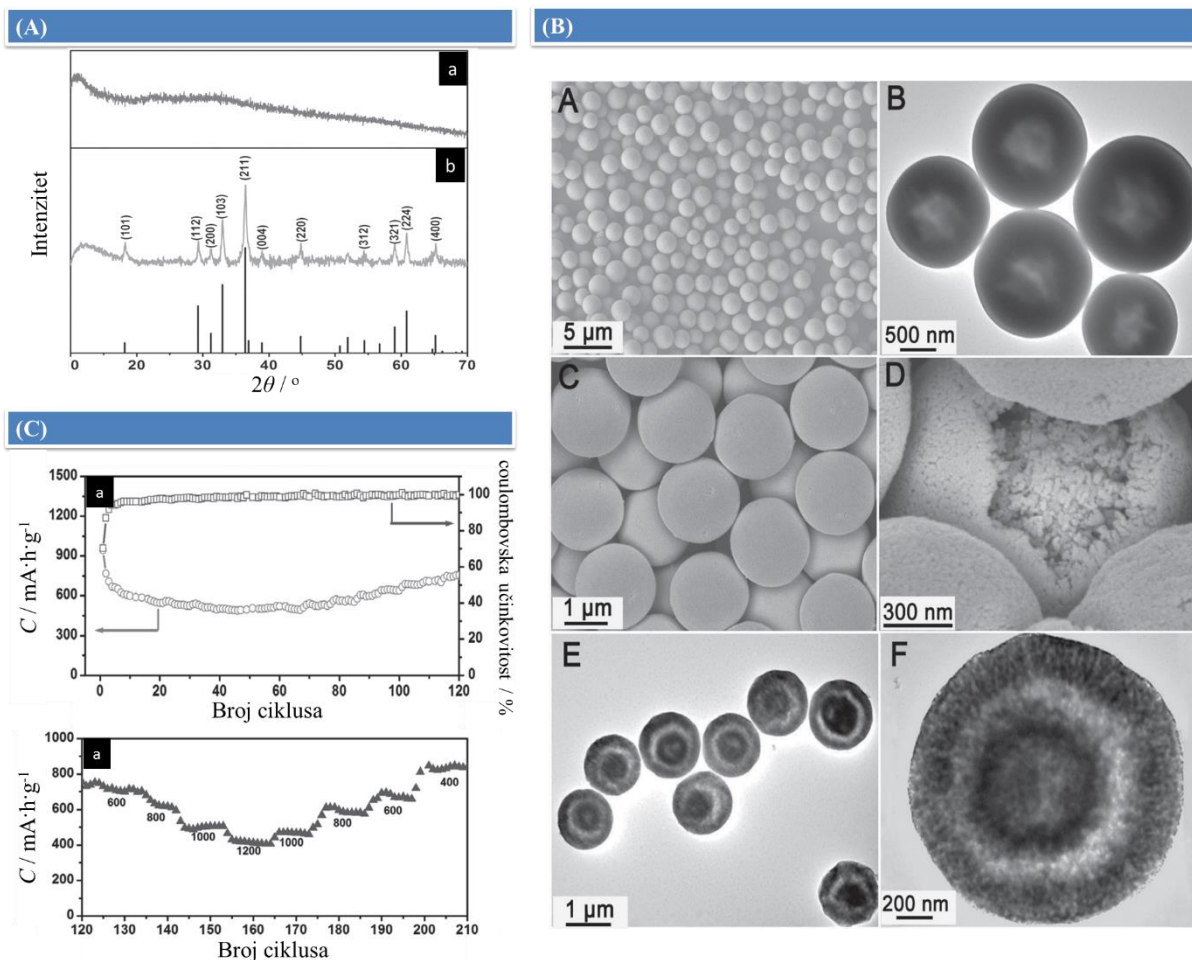 (A)
a
b
(101)
(112)
(200)
(103)
(211)
(004)
(220)
(312)
(321)
(224)
(400)
Intenzitet
0 10 20 30 40 50 60 70
2θ / °
(B)
A
5 µm
B
500 nm
C
1 µm
D
300 nm
E
1 µm
F
200 nm
(C)
a
1500
1200
900
600
300
0
C / mA·h·g⁻¹
100
80
60
40
20
0
coulombovska učinkovitost / %
0 20 40 60 80 100 120
Broj ciklusa
a
1000
800
600
400
200
0
C / mA·h·g⁻¹
600
800
1000
1200
1000
800
600
400
120 130 140 150 160 170 180 190 200 210
Broj ciklusa